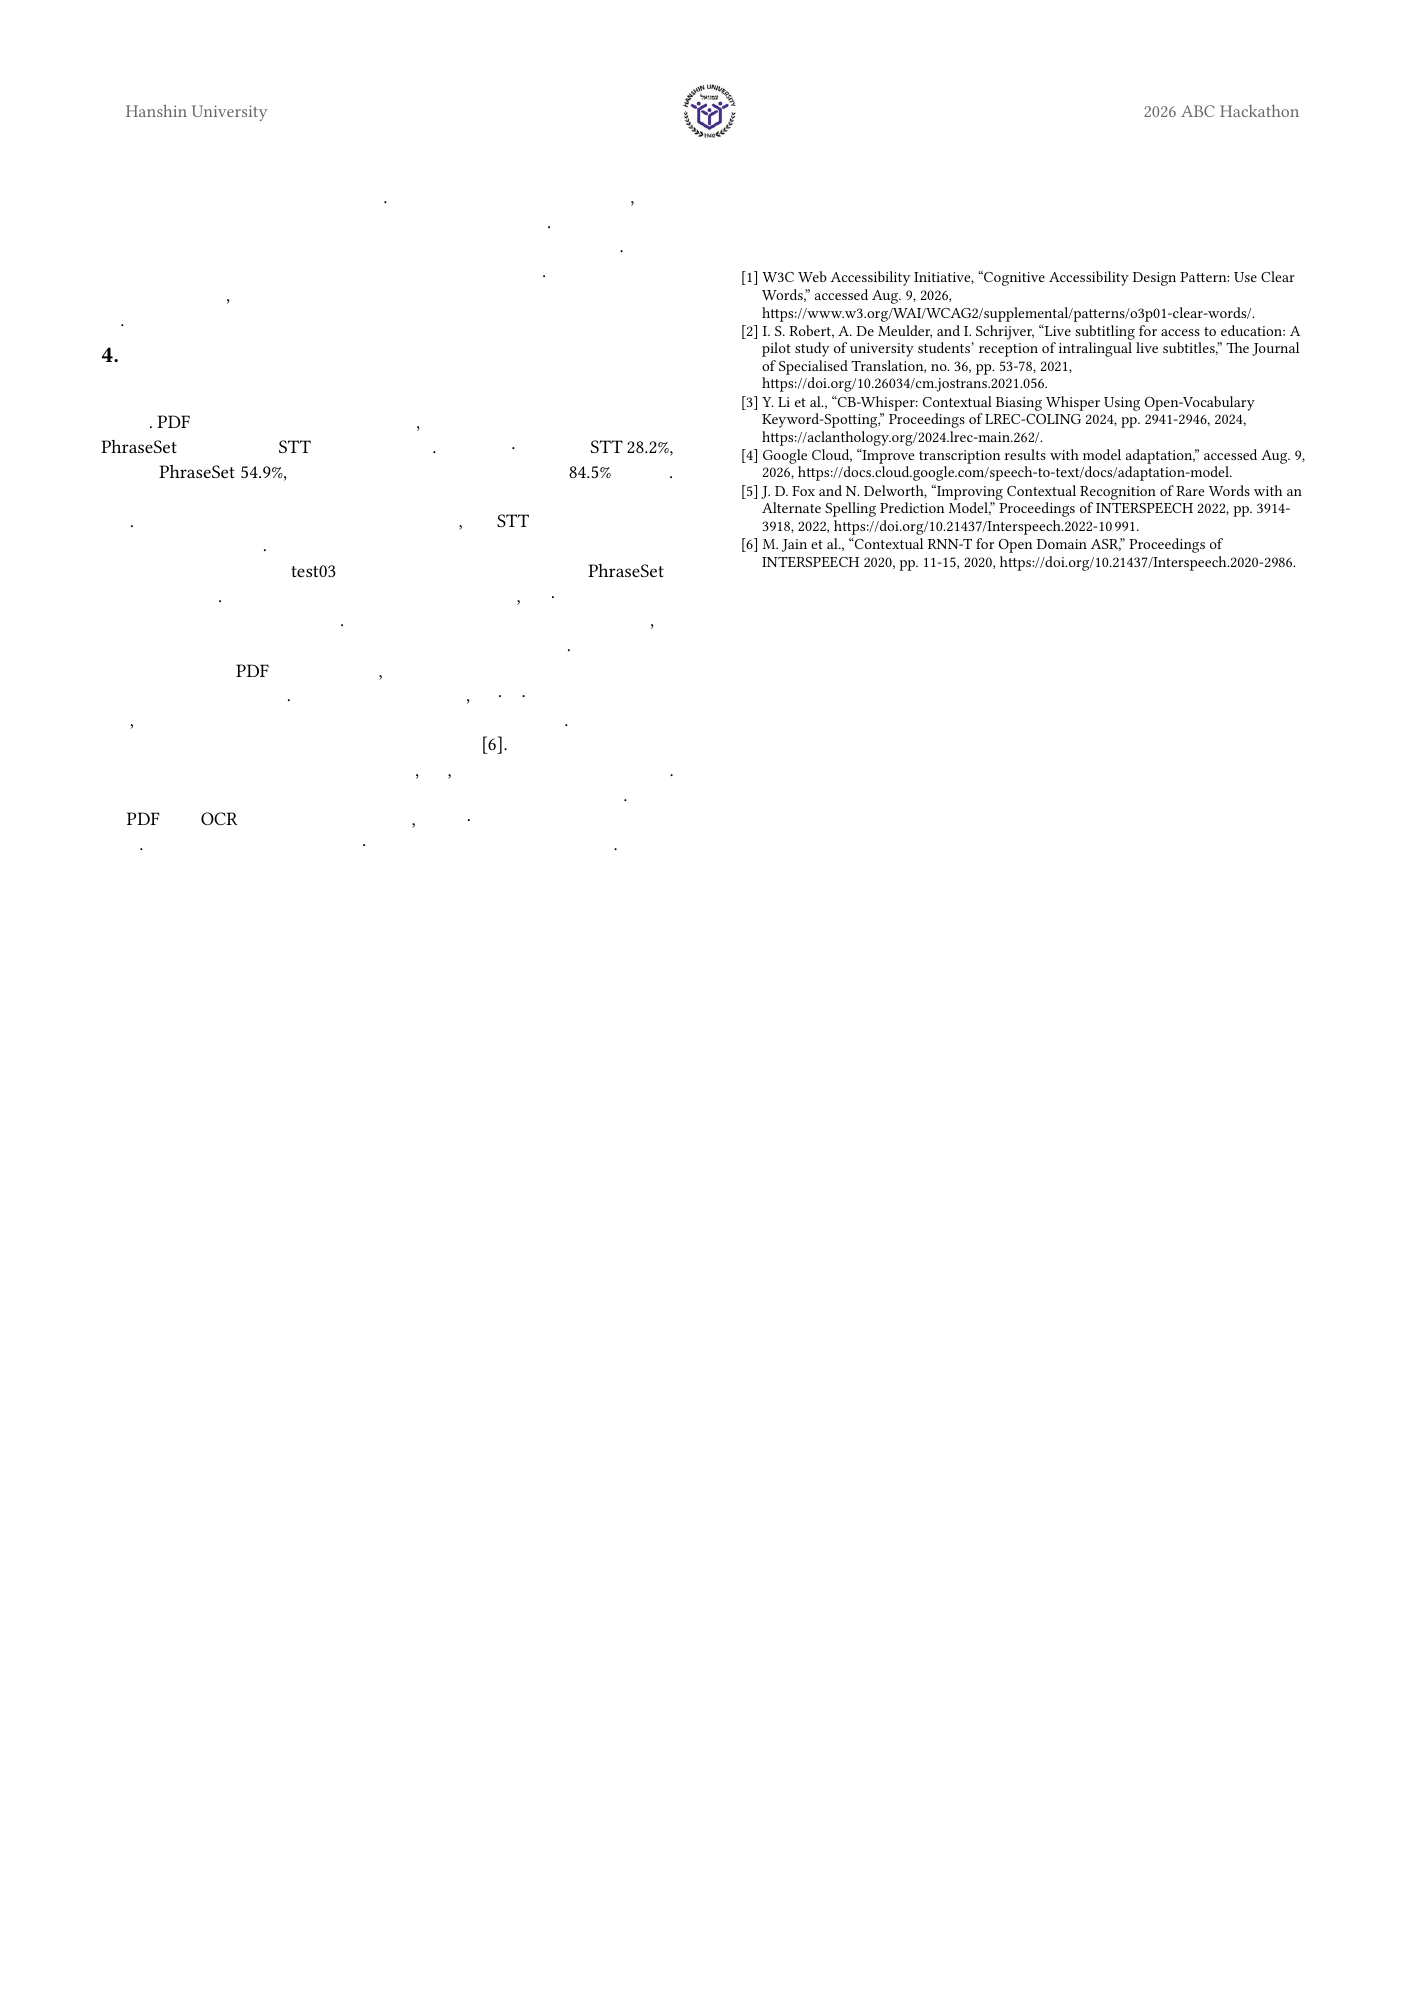 Hanshin University
HANSHIN UNIVERSITY
1940
2026 ABC Hackathon
. ,
.
.
.
,
.
4.
. PDF ,
PhraseSet STT . · STT 28.2%,
PhraseSet 54.9%, 84.5% .
. , STT
.
test03 PhraseSet
. , ·
. ,
.
PDF ,
. , · ·
, .
[6].
, , .
.
PDF OCR , ·
. · .
[1] W3C Web Accessibility Initiative, “Cognitive Accessibility Design Pattern: Use Clear
Words,” accessed Aug. 9, 2026,
https://www.w3.org/WAI/WCAG2/supplemental/patterns/o3p01-clear-words/.
[2] I. S. Robert, A. De Meulder, and I. Schrijver, “Live subtitling for access to education: A
pilot study of university students’ reception of intralingual live subtitles,” The Journal
of Specialised Translation, no. 36, pp. 53-78, 2021,
https://doi.org/10.26034/cm.jostrans.2021.056.
[3] Y. Li et al., “CB-Whisper: Contextual Biasing Whisper Using Open-Vocabulary
Keyword-Spotting,” Proceedings of LREC-COLING 2024, pp. 2941-2946, 2024,
https://aclanthology.org/2024.lrec-main.262/.
[4] Google Cloud, “Improve transcription results with model adaptation,” accessed Aug. 9,
2026, https://docs.cloud.google.com/speech-to-text/docs/adaptation-model.
[5] J. D. Fox and N. Delworth, “Improving Contextual Recognition of Rare Words with an
Alternate Spelling Prediction Model,” Proceedings of INTERSPEECH 2022, pp. 3914-
3918, 2022, https://doi.org/10.21437/Interspeech.2022-10991.
[6] M. Jain et al., “Contextual RNN-T for Open Domain ASR,” Proceedings of
INTERSPEECH 2020, pp. 11-15, 2020, https://doi.org/10.21437/Interspeech.2020-2986.